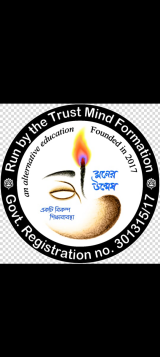 Run by the Trust Mind Formation
an alternative education
Founded in 2017
মনের
উন্মেষ
একটি বিকল্প
শিক্ষাব্যবস্থা
Govt. Registration no. 301315/17